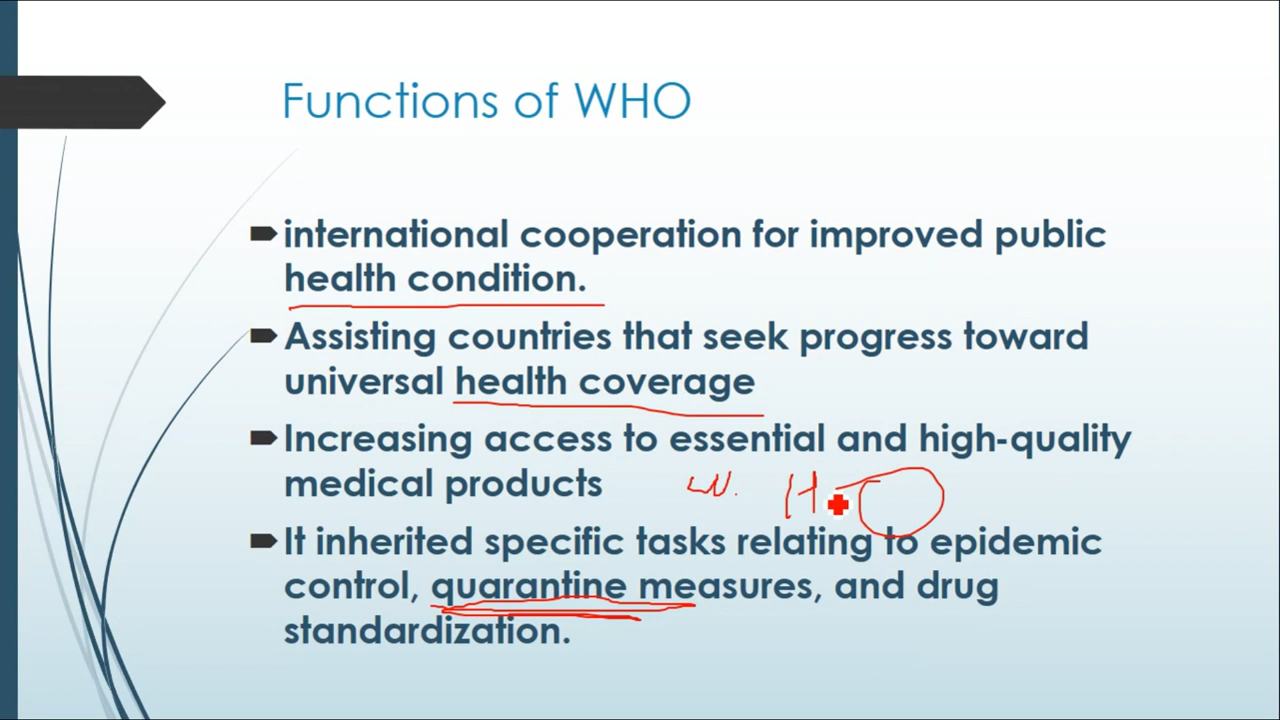 Functions of WHO
international cooperation for improved public
health condition.
Assisting countries that seek progress toward
universal health coverage
Increasing access to essential and high-quality
medical products
W. H O
It inherited specific tasks relating to epidemic
control, quarantine measures, and drug
standardization.